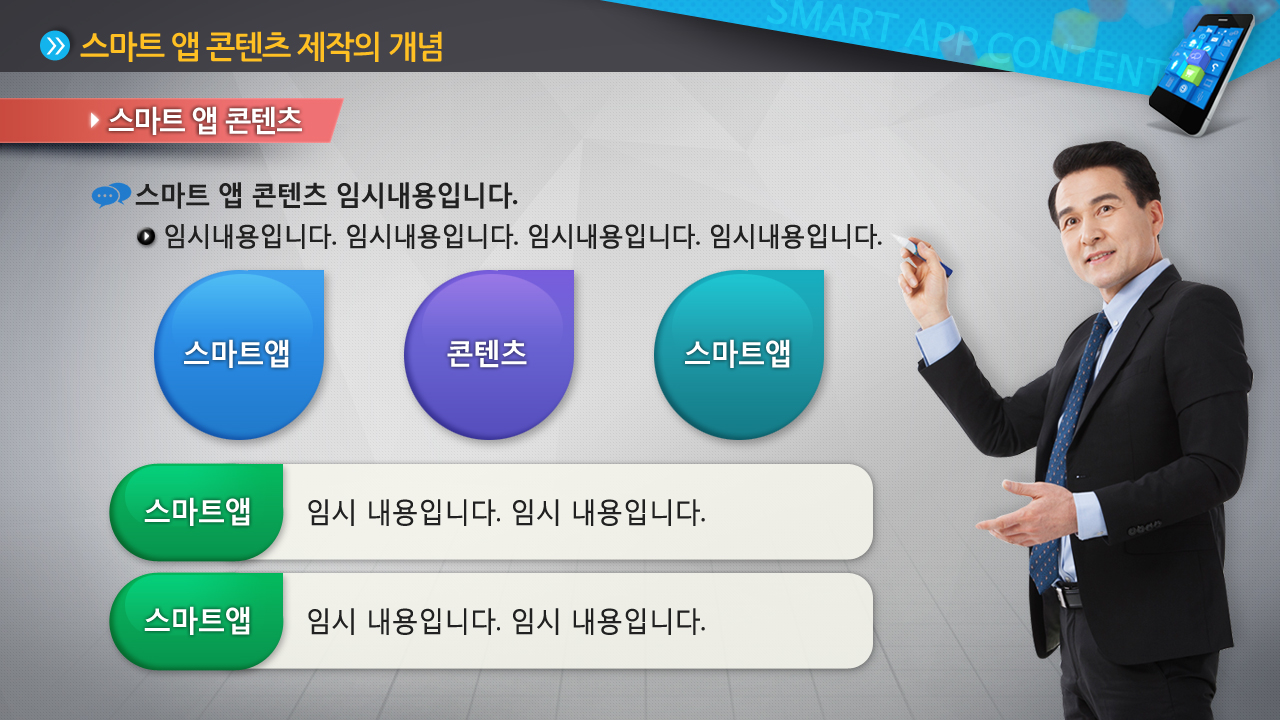 스마트 앱 콘텐츠 제작의 개념
SMART APP CONTENT
스마트 앱 콘텐츠
스마트 앱 콘텐츠 임시내용입니다.
임시내용입니다. 임시내용입니다. 임시내용입니다. 임시내용입니다.
스마트앱
콘텐츠
스마트앱
스마트앱
임시 내용입니다. 임시 내용입니다.
스마트앱
임시 내용입니다. 임시 내용입니다.